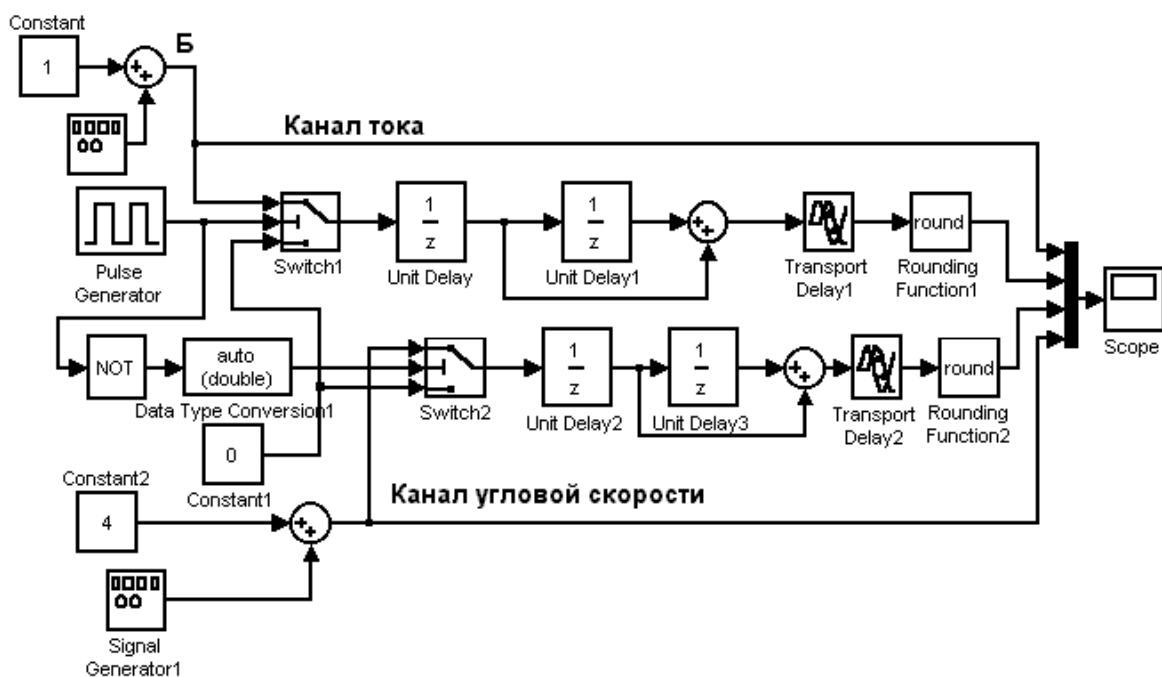 Constant
1
Б
Канал тока
Pulse
Generator
Switch1
1
z
Unit Delay
1
z
Unit Delay1
Transport
Delay1
round
Rounding
Function1
Scope
NOT
auto
(double)
Data Type Conversion1
Switch2
1
z
Unit Delay2
1
z
Unit Delay3
Transport
Delay2
round
Rounding
Function2
0
Constant1
Constant2
4
Канал угловой скорости
Signal
Generator1